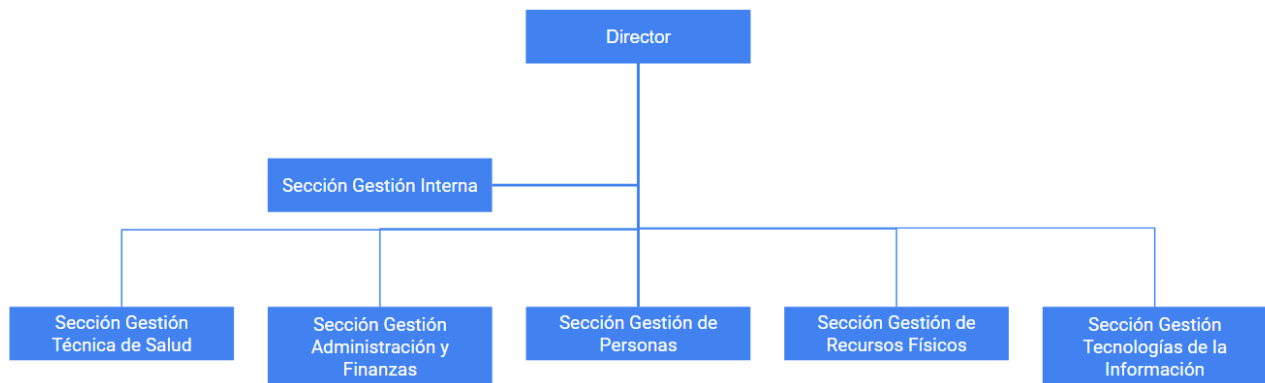 Director
Sección Gestión Interna
Sección Gestión
Técnica de Salud
Sección Gestión
Administración y
Finanzas
Sección Gestión de
Personas
Sección Gestión de
Recursos Físicos
Sección Gestión
Tecnologías de la
Información